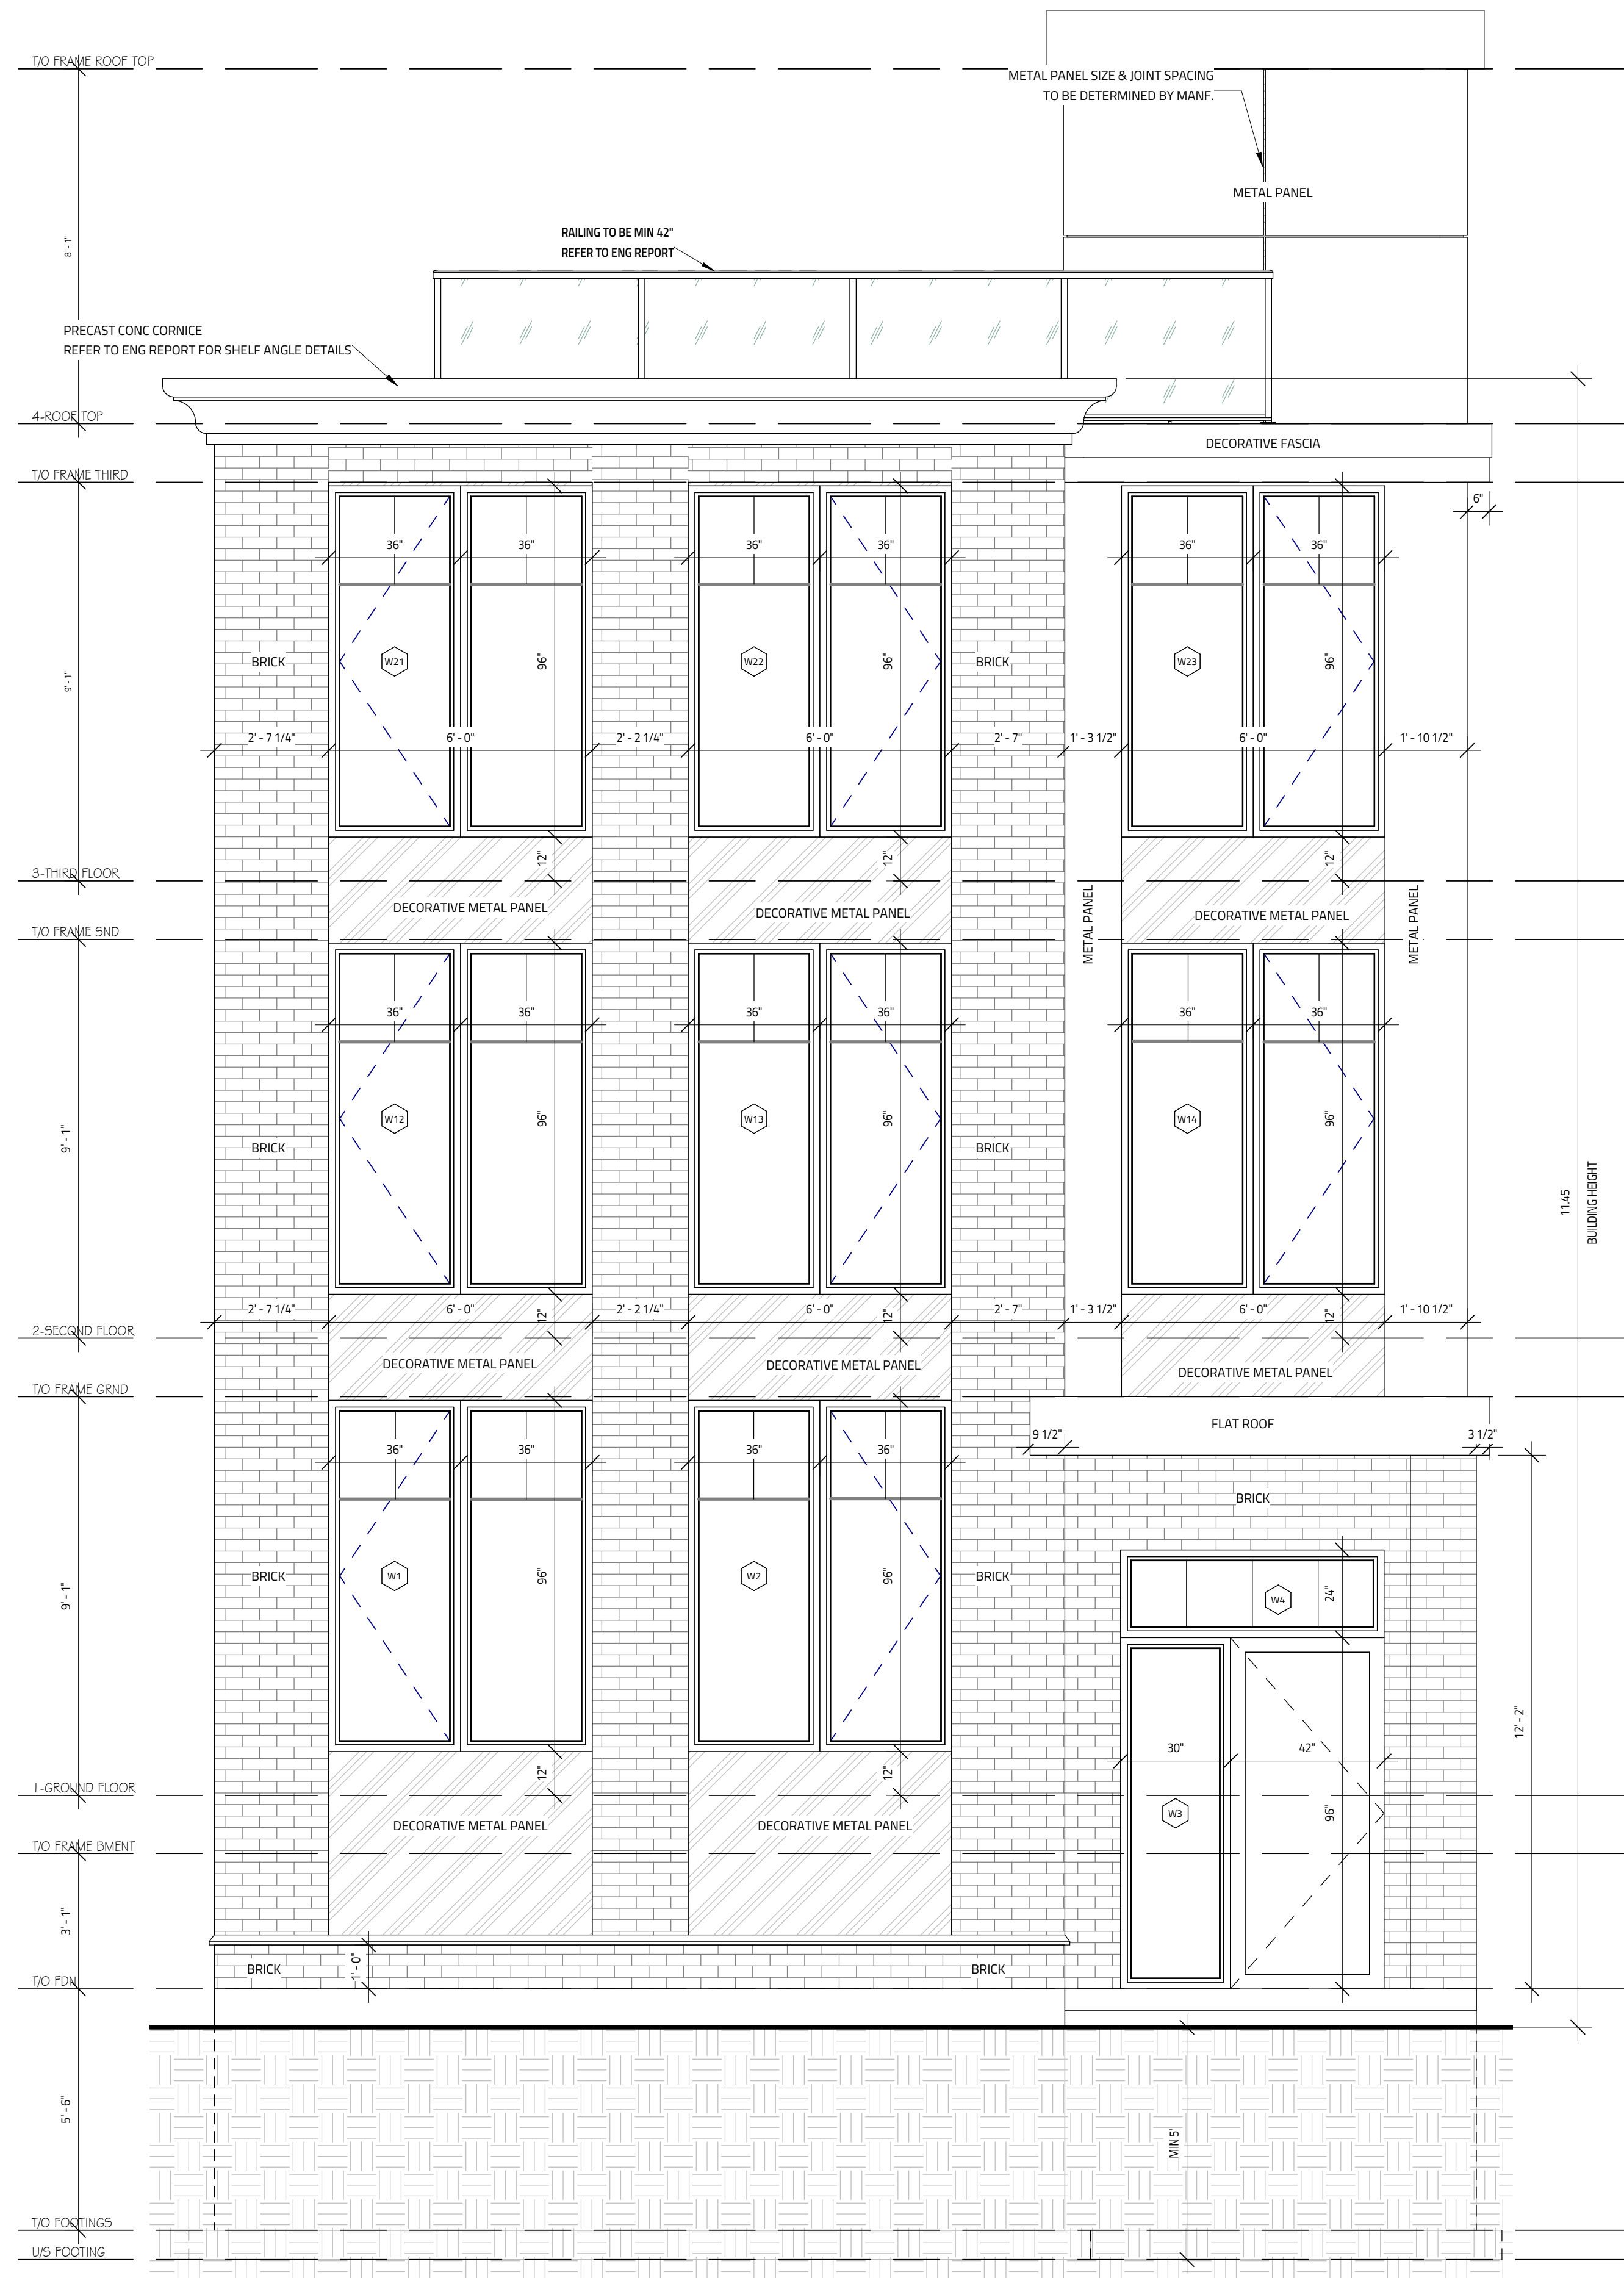 T/O FRAME ROOF TOP
METAL PANEL SIZE & JOINT SPACING
TO BE DETERMINED BY MANF.
METAL PANEL
8' - 1"
RAILING TO BE MIN 42"
REFER TO ENG REPORT
PRECAST CONC CORNICE
REFER TO ENG REPORT FOR SHELF ANGLE DETAILS
4-ROOF TOP
DECORATIVE FASCIA
T/O FRAME THIRD
6"
36" 36" 36" 36" 36" 36"
9' - 1"
BRICK W21 96" W22 96" BRICK W23 96"
2' - 7 1/4" 6' - 0" 2' - 2 1/4" 6' - 0" 2' - 7" 1' - 3 1/2" 6' - 0" 1' - 10 1/2"
12" 12" 12"
3-THIRD FLOOR
DECORATIVE METAL PANEL DECORATIVE METAL PANEL DECORATIVE METAL PANEL
METAL PANEL METAL PANEL
T/O FRAME SND
36" 36" 36" 36" 36" 36"
9' - 1"
W12 96" W13 96" W14 96"
BRICK BRICK
11.45
BUILDING HEIGHT
2' - 7 1/4" 6' - 0" 12" 2' - 2 1/4" 6' - 0" 12" 2' - 7" 1' - 3 1/2" 6' - 0" 12" 1' - 10 1/2"
2-SECOND FLOOR
DECORATIVE METAL PANEL DECORATIVE METAL PANEL DECORATIVE METAL PANEL
T/O FRAME GRND
FLAT ROOF
9 1/2" 3 1/2"
36" 36" 36" 36"
BRICK
9' - 1"
BRICK W1 96" W2 96" BRICK
W4 24"
12' - 2"
30" 42"
12" 12"
1-GROUND FLOOR
W3 96"
DECORATIVE METAL PANEL DECORATIVE METAL PANEL
T/O FRAME BMENT
3' - 1"
BRICK 1' - 0" BRICK
T/O FDN
5' - 6"
MIN 5'
T/O FOOTINGS
U/S FOOTING